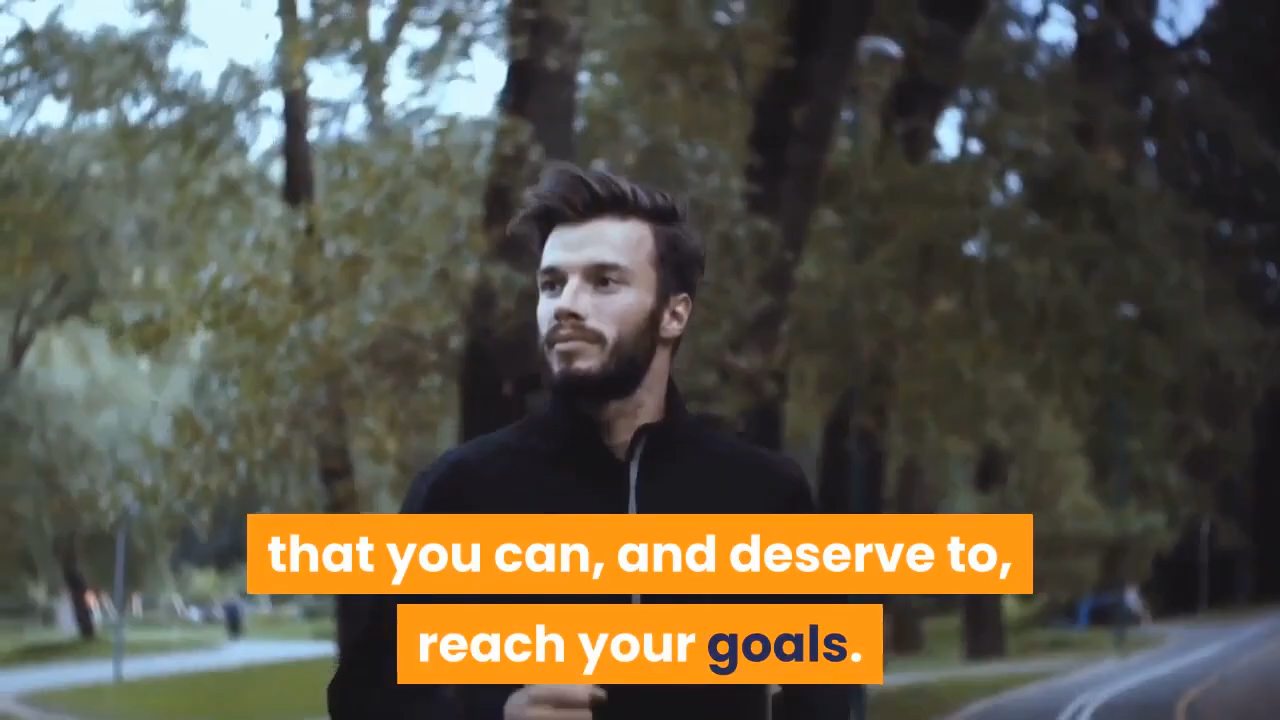 that you can, and deserve to,
reach your goals.